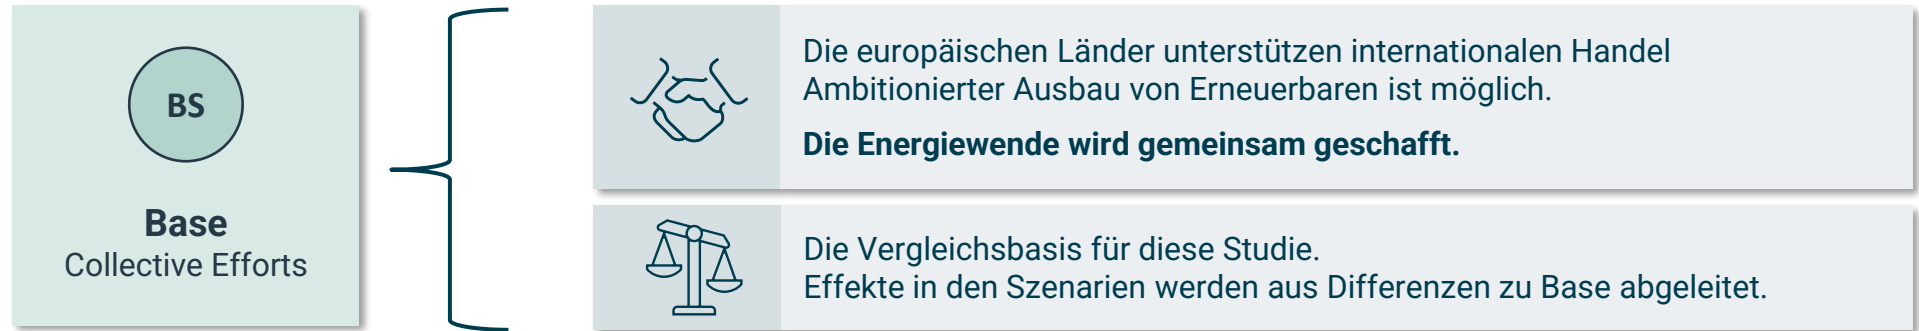 BS
Base
Collective Efforts
Die europäischen Länder unterstützen internationalen Handel
Ambitionierter Ausbau von Erneuerbaren ist möglich.
Die Energiewende wird gemeinsam geschafft.
Die Vergleichsbasis für diese Studie.
Effekte in den Szenarien werden aus Differenzen zu Base abgeleitet.